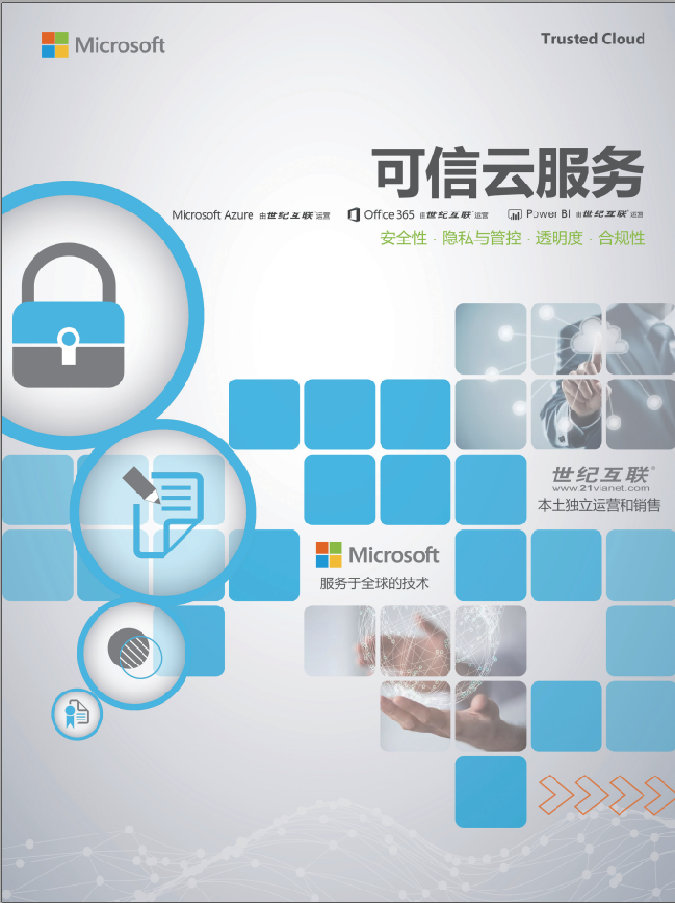 Microsoft
Trusted Cloud
可信云服务
Microsoft Azure 由世纪互联运营 Office 365 由世纪互联运营 Power BI 由世纪互联运营
安全性 · 隐私与管控 · 透明度 · 合规性
世纪互联®
www.21vianet.com
本土独立运营和销售
Microsoft
服务于全球的技术